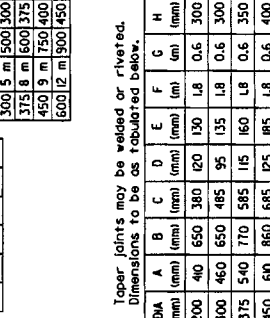 300 5 m 500 300
375 8 m 600 375
450 9 m 750 400
600 12 m 900 450
Taper joints may be welded or riveted.
Dimensions to be as tabulated below.
DIA A B C D E F G H
(mm) (mm) (mm) (mm) (mm) (mm) (m) (m) (mm)
200 410 650 380 120 130 1.8 0.6 300
460 650 485 95 135 1.8 0.6 300
375 540 770 585 115 160 1.8 0.6 350
450 610 860 685 125 185 1.8 0.6 400